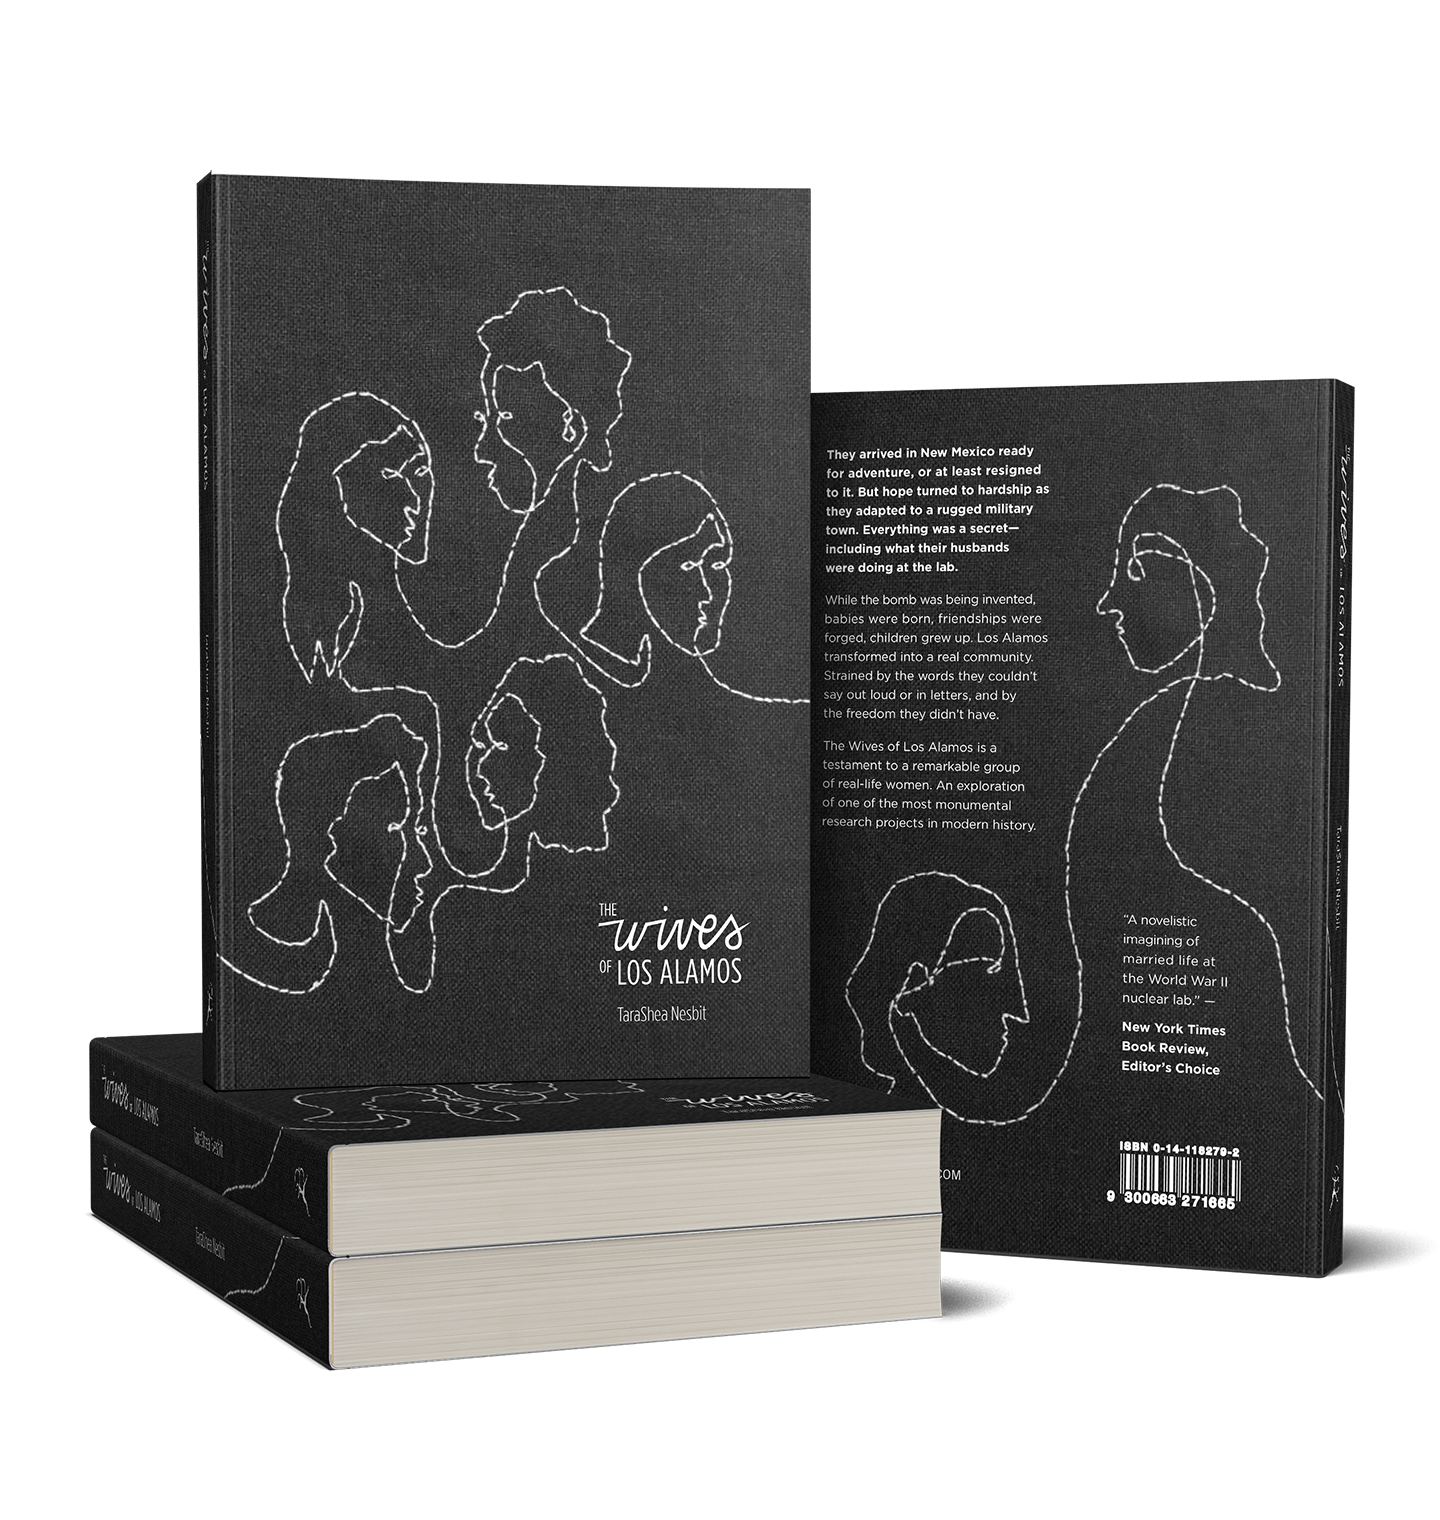 THE
wives
OF LOS ALAMOS
TaraShea Nesbit
They arrived in New Mexico ready
for adventure, or at least resigned
to it. But hope turned to hardship as
they adapted to a rugged military
town. Everything was a secret—
including what their husbands
were doing at the lab.
While the bomb was being invented,
babies were born, friendships were
forged, children grew up. Los Alamos
transformed into a real community.
Strained by the words they couldn't
say out loud or in letters, and by
the freedom they didn't have.
The Wives of Los Alamos is a
testament to a remarkable group
of real-life women. An exploration
of one of the most monumental
research projects in modern history.
“A novelistic
imagining of
married life at
the World War II
nuclear lab.” —
New York Times
Book Review,
Editor's Choice
COM
ISBN 0-14-118279-2
9 300663 271665
THE wives OF LOS ALAMOS
TaraShea Nesbit
THE wives OF LOS ALAMOS
TaraShea Nesbit
THE
wives
OF LOS ALAMOS
TaraShea Nesbit
THE wives OF LOS ALAMOS
TaraShea Nesbit
THE wives OF LOS ALAMOS
TaraShea Nesbit